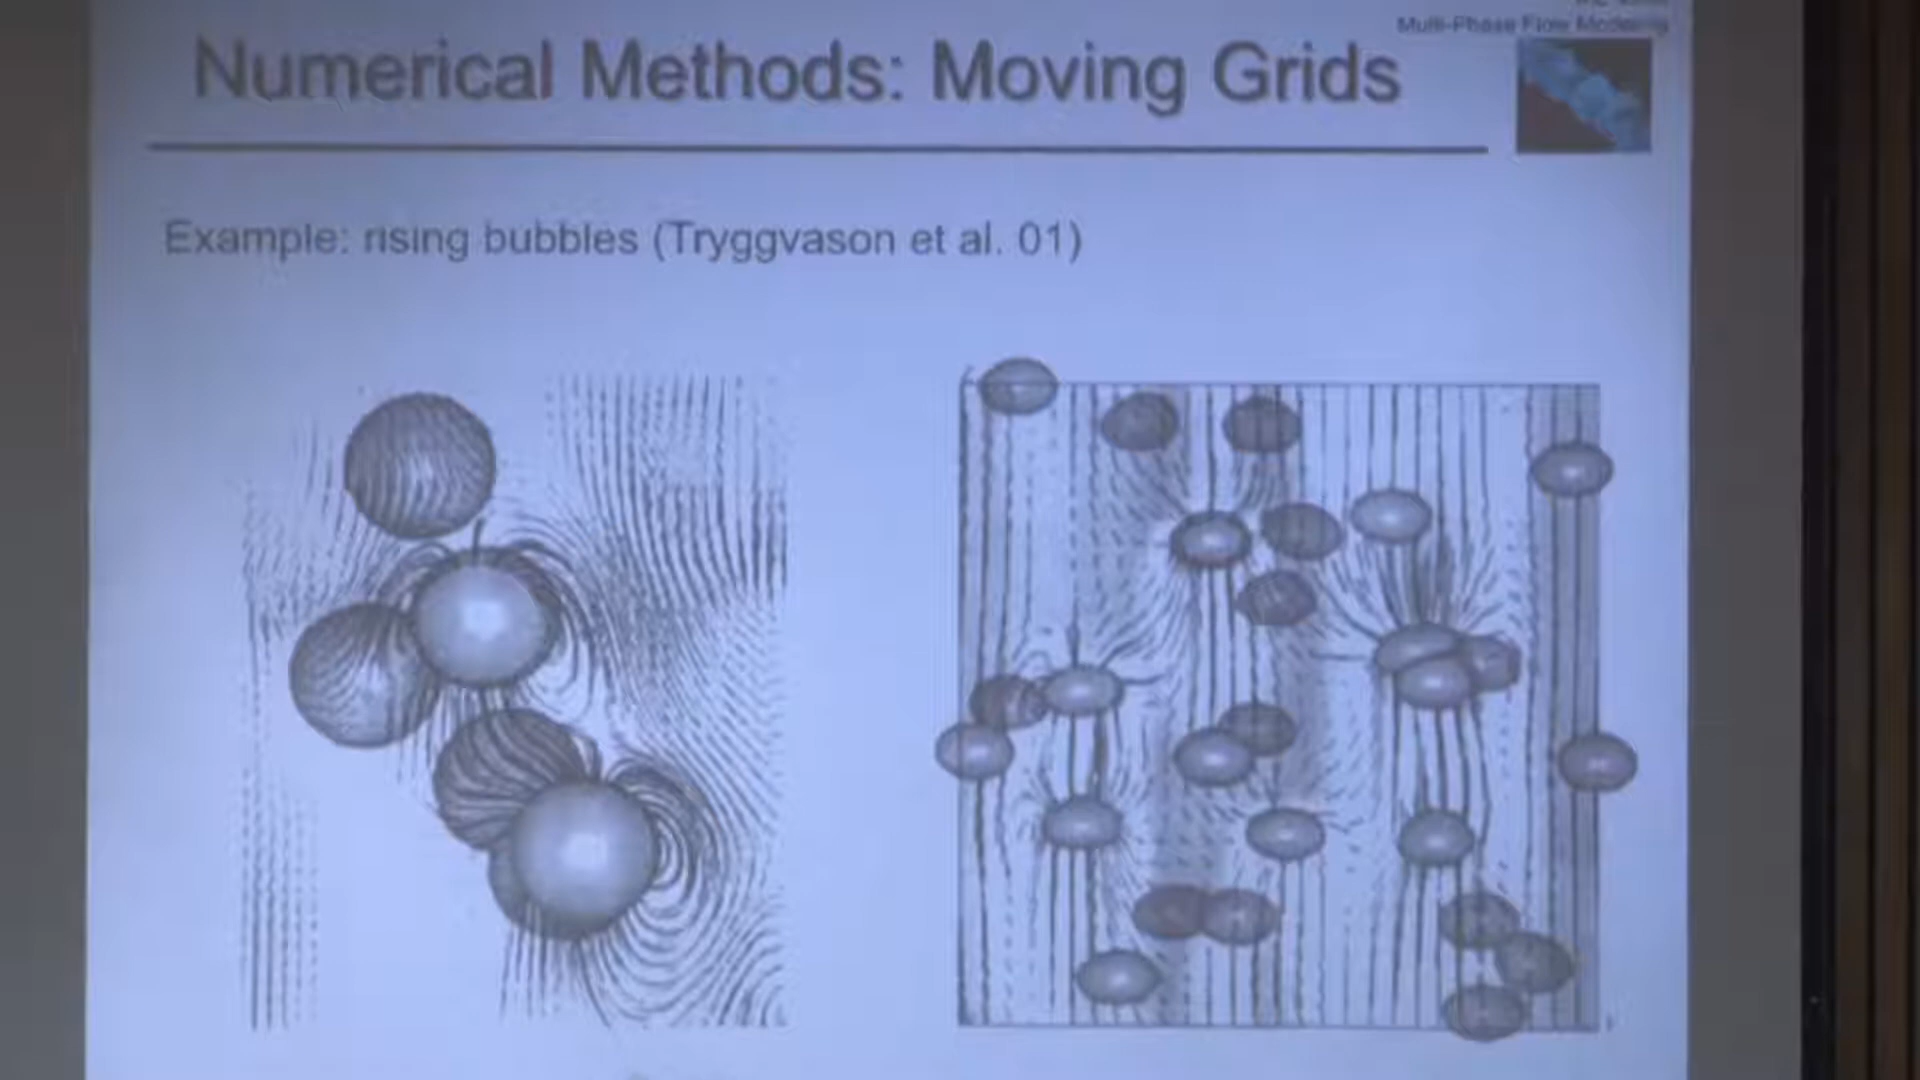 Multi-Phase Flow Modeling
Numerical Methods: Moving Grids
Example: rising bubbles (Tryggvason et al. 01)